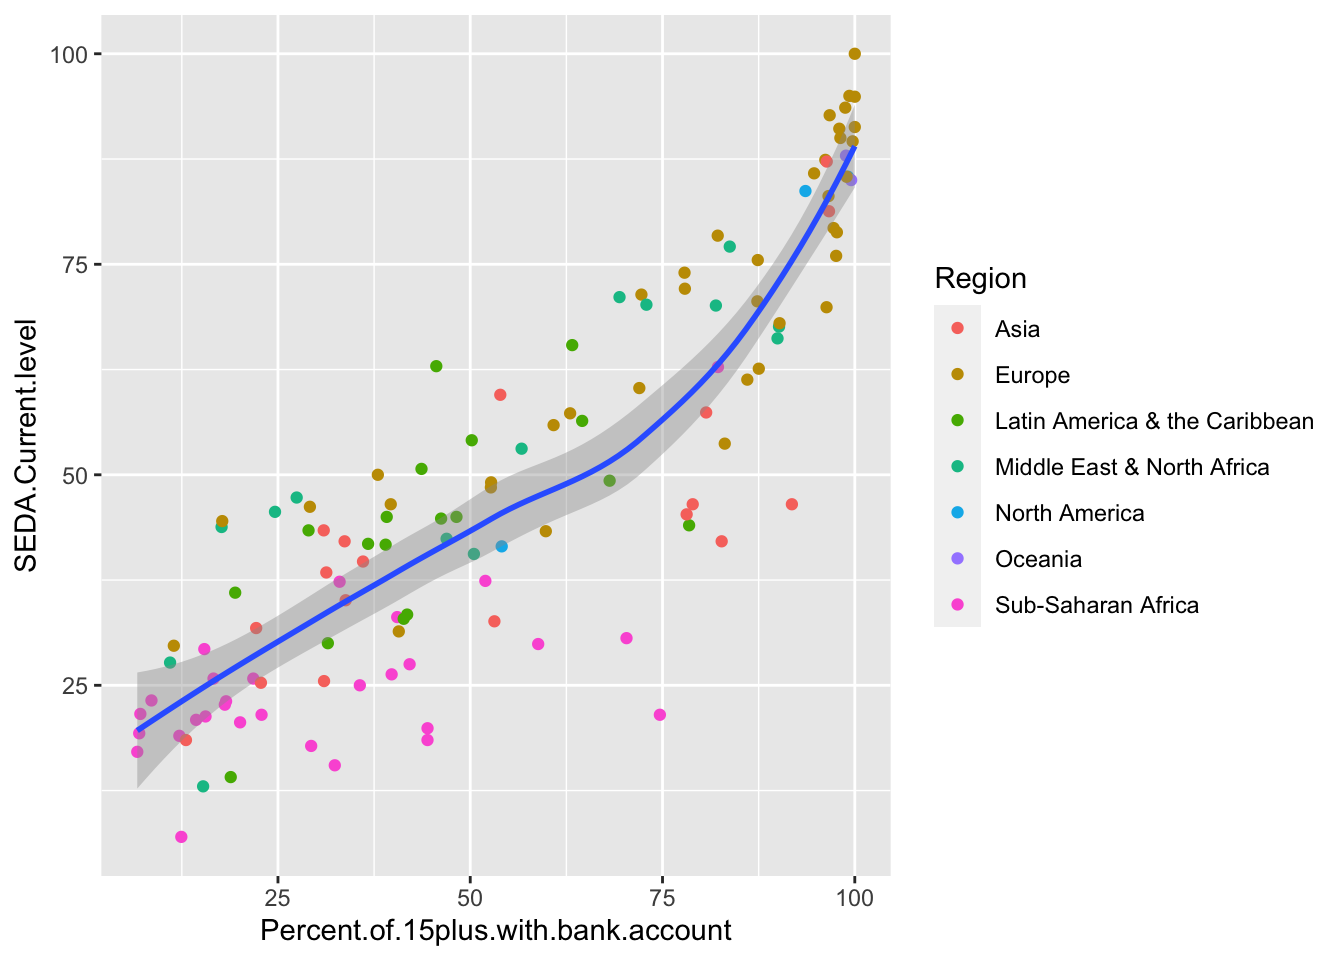 100
75
50
25
SEDA.Current.level
25
50
75
100
Percent.of.15plus.with.bank.account
Region
Asia
Europe
Latin America & the Caribbean
Middle East & North Africa
North America
Oceania
Sub-Saharan Africa